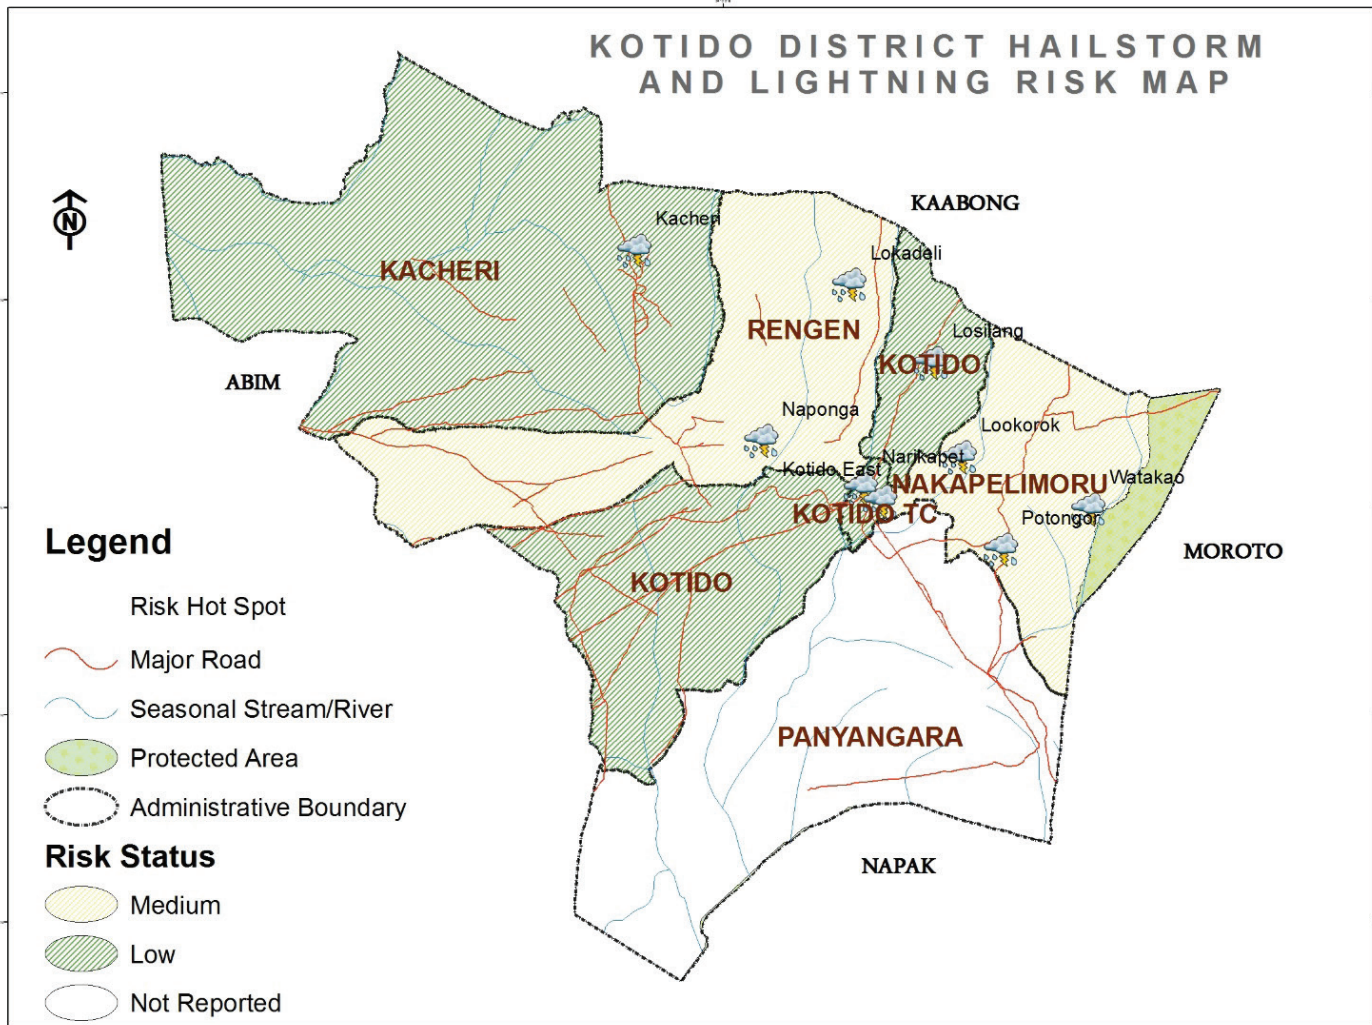 KOTIDO DISTRICT HAILSTORM
AND LIGHTNING RISK MAP
N
KAABONG
Kacheri
Lokadeli
KACHERI
RENGEN
Losilang
KOTIDO
ABIM
Naponga
Lookorok
Kotido East
Narikapet
NAKAPELIMORU
Watakao
KOTIDO TC
Potongor
MOROTO
KOTIDO
PANYANGARA
NAPAK
Legend
Risk Hot Spot
Major Road
Seasonal Stream/River
Protected Area
Administrative Boundary
Risk Status
Medium
Low
Not Reported